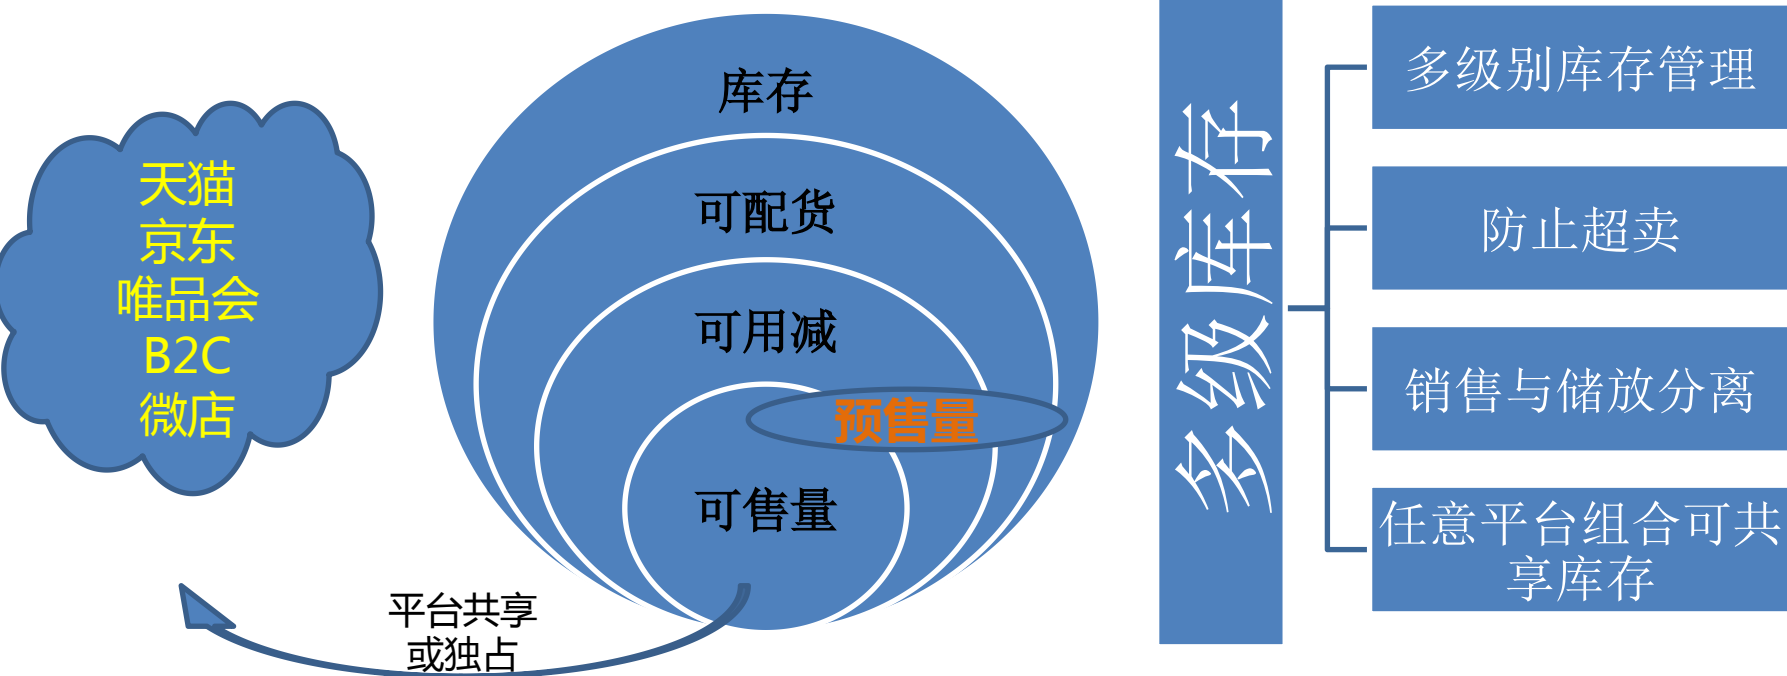 天猫
京东
唯品会
B2C
微店
库存
可配货
可用减
预售量
可售量
平台共享
或独占
多级库存
多级别库存管理
防止超卖
销售与储放分离
任意平台组合可共
享库存